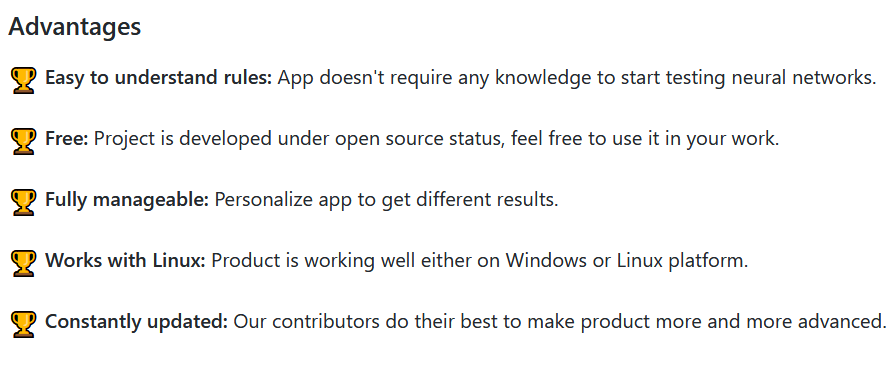 Advantages
Easy to understand rules: App doesn't require any knowledge to start testing neural networks.
Free: Project is developed under open source status, feel free to use it in your work.
Fully manageable: Personalize app to get different results.
Works with Linux: Product is working well either on Windows or Linux platform.
Constantly updated: Our contributors do their best to make product more and more advanced.